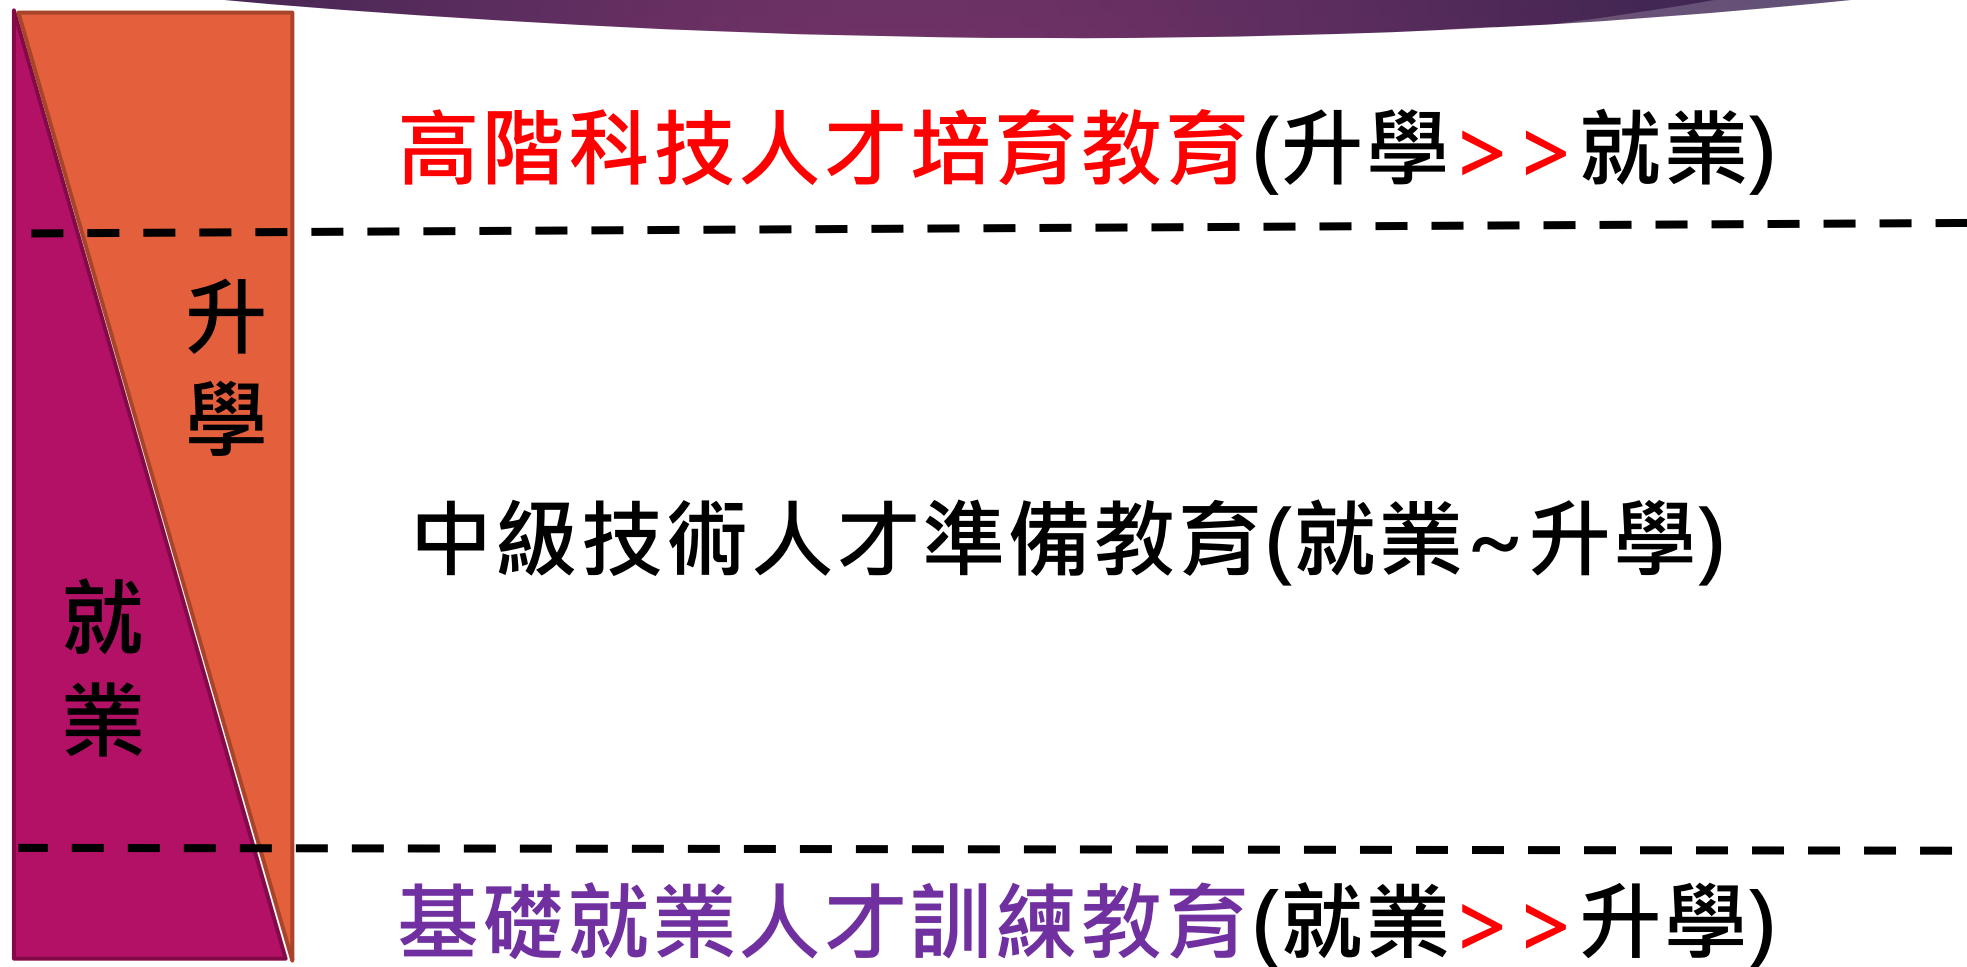 高階科技人才培育教育(升學>>就業)
升
學
中級技術人才準備教育(就業~升學)
就
業
基礎就業人才訓練教育(就業>>升學)